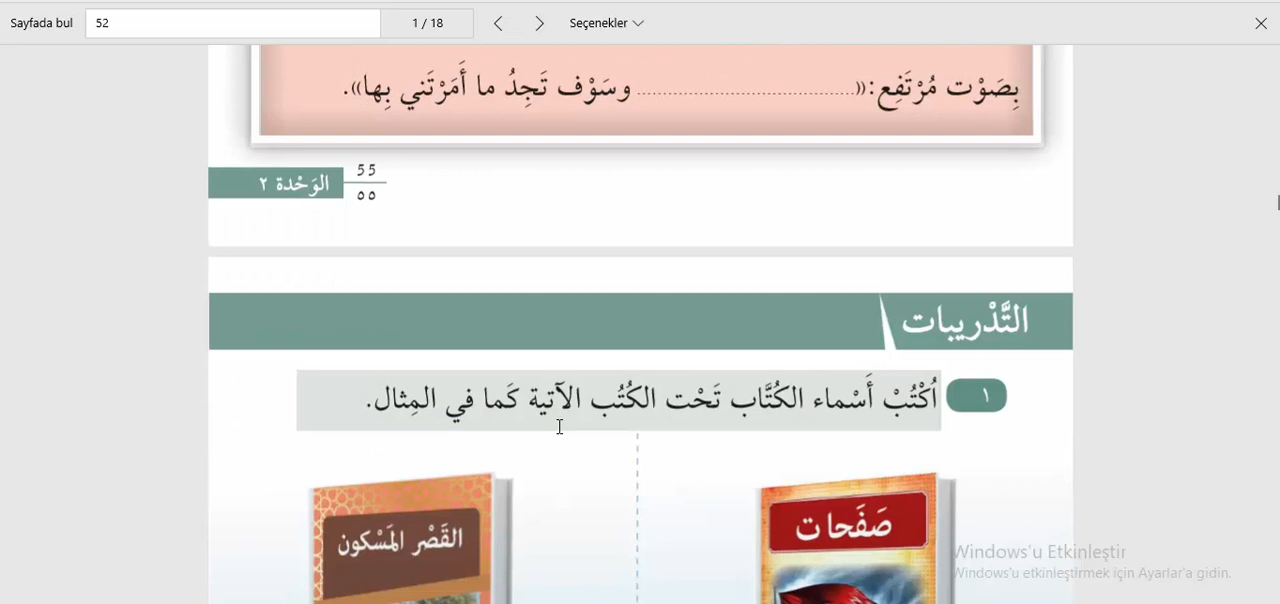 Sayfada bul 52 1 / 18 Seçenekler
بِصَوْت مُرْتَفِع:«........................................ وسَوْف تَجِدُ ما أَمَرْتَني بِها».
55
٥٥
الوَحْدة ٢
التَّدْريبات
١ اُكْتُبْ أَسْماء الكُتَّاب تَحْت الكُتُب الآتية كَما في المِثال.
صَفَحات
القَصْر المَسْكون
Windows'u Etkinleştir
Windows'u etkinleştirmek için Ayarlar'a gidin.